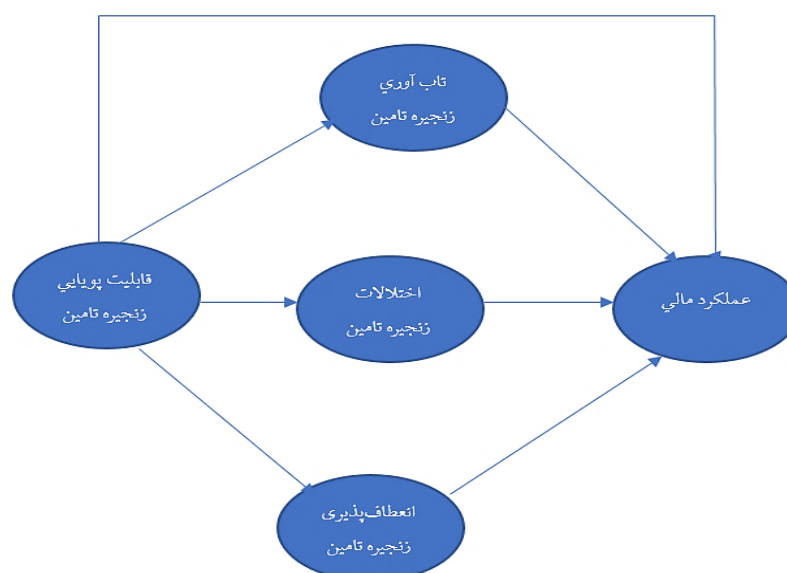 تاب آوري
زنجيره تامين
قابليت پويايي
زنجيره تامين
اختلالات
زنجيره تامين
عملكرد مالي
انعطاف‌پذیری
زنجيره تامين